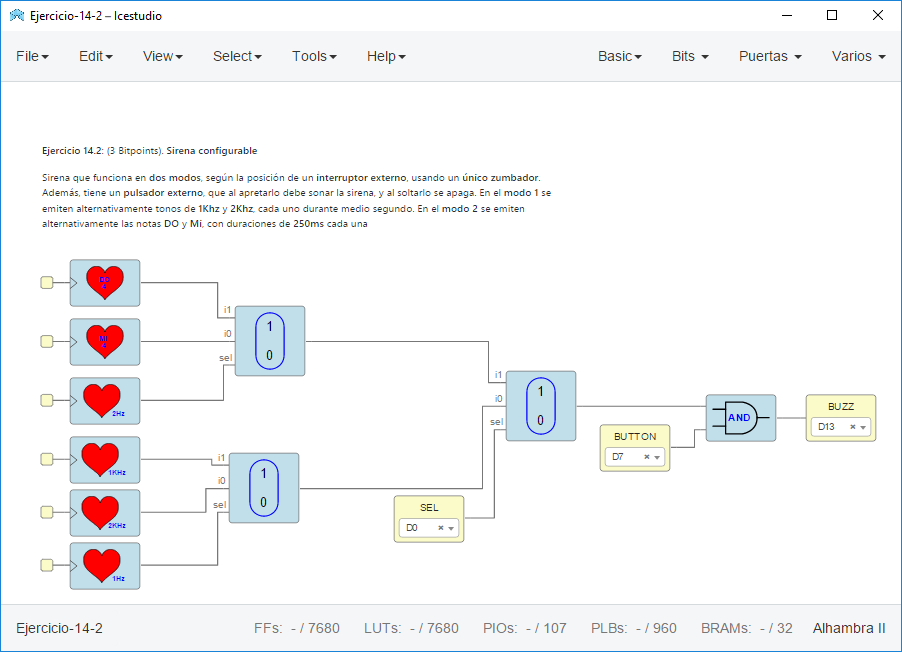 Ejercicio-14-2 – Icestudio
File Edit View Select Tools Help Basic Bits Puertas Varios
Ejercicio 14.2: (3 Bitpoints). Sirena configurable
Sirena que funciona en dos modos, según la posición de un interruptor externo, usando un único zumbador.
Además, tiene un pulsador externo, que al apretarlo debe sonar la sirena, y al soltarlo se apaga. En el modo 1 se
emiten alternativamente tonos de 1Khz y 2Khz, cada uno durante medio segundo. En el modo 2 se emiten
alternativamente las notas DO y Mi, con duraciones de 250ms cada una
DO
4
MI
4
2Hz
i1
i0
sel
1
0
1KHz
2KHz
1Hz
i1
i0
sel
1
0
SEL
D0
i1
i0
sel
1
0
BUTTON
D7
AND
BUZZ
D13
Ejercicio-14-2 FFs: - / 7680 LUTs: - / 7680 PIOs: - / 107 PLBs: - / 960 BRAMs: - / 32 Alhambra II